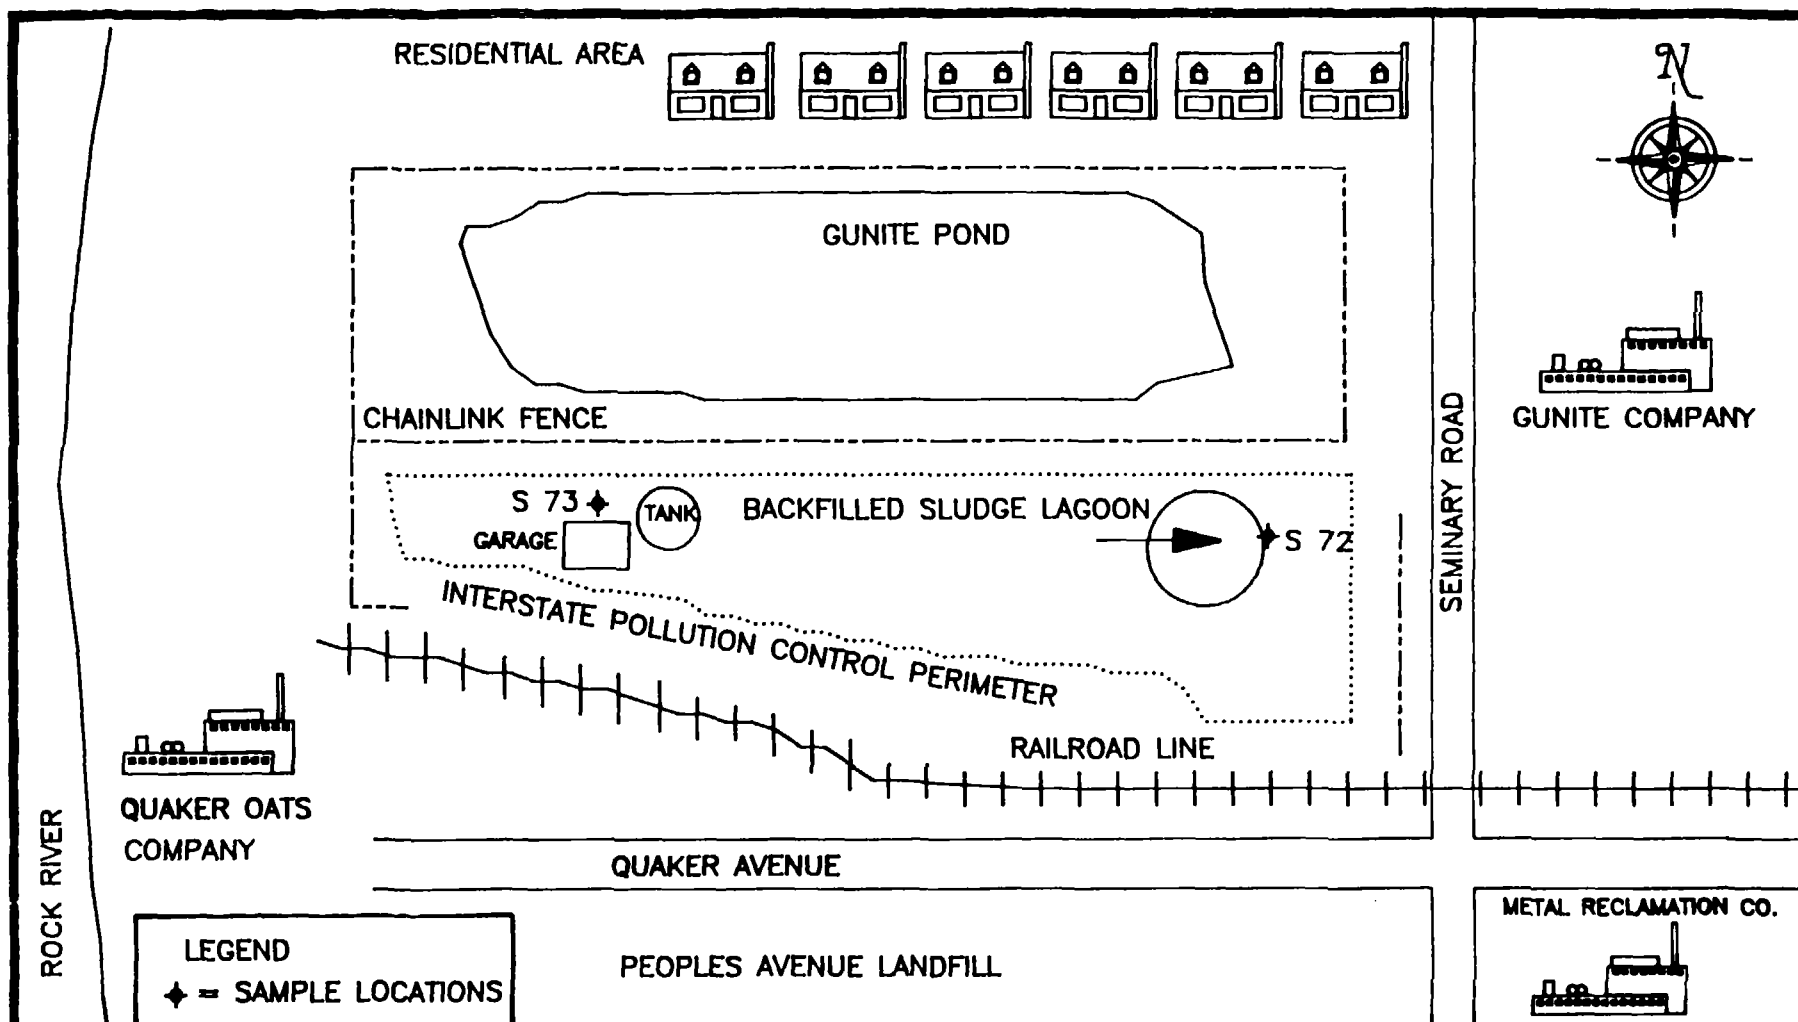 RESIDENTIAL AREA
N
GUNITE POND
CHAINLINK FENCE
GUNITE COMPANY
SEMINARY ROAD
S 73
TANK
BACKFILLED SLUDGE LAGOON
GARAGE
S 72
INTERSTATE POLLUTION CONTROL PERIMETER
RAILROAD LINE
QUAKER OATS
COMPANY
ROCK RIVER
QUAKER AVENUE
METAL RECLAMATION CO.
LEGEND
= SAMPLE LOCATIONS
PEOPLES AVENUE LANDFILL